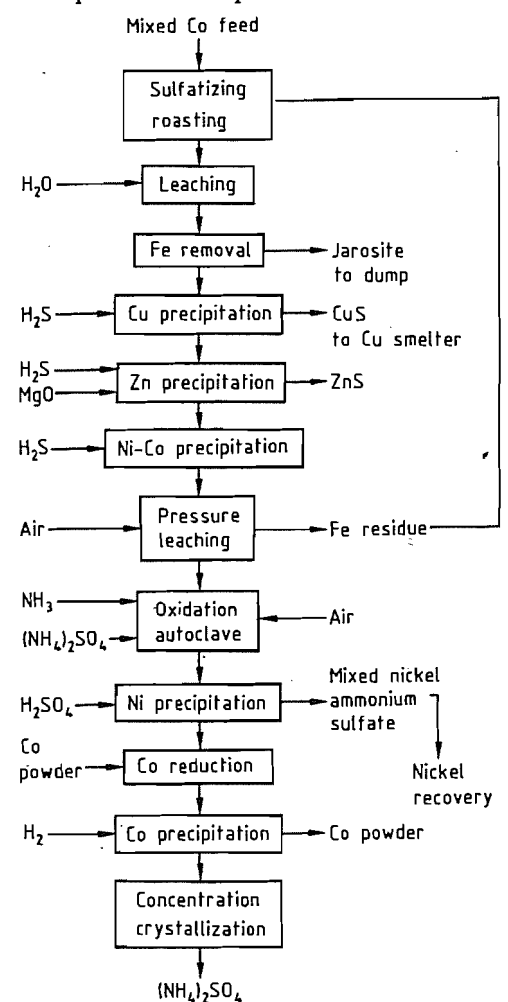 Mixed Co feed
Sulfatizing
roasting
H₂O
Leaching
Fe removal
Jarosite
to dump
H₂S
Cu precipitation
CuS
to Cu smelter
H₂S
MgO
Zn precipitation
ZnS
H₂S
Ni-Co precipitation
Air
Pressure
leaching
Fe residue
NH₃
(NH₄)₂SO₄
Oxidation
autoclave
Air
H₂SO₄
Ni precipitation
Mixed nickel
ammonium
sulfate
Nickel
recovery
Co
powder
Co reduction
H₂
Co precipitation
Co powder
Concentration
crystallization
(NH₄)₂SO₄